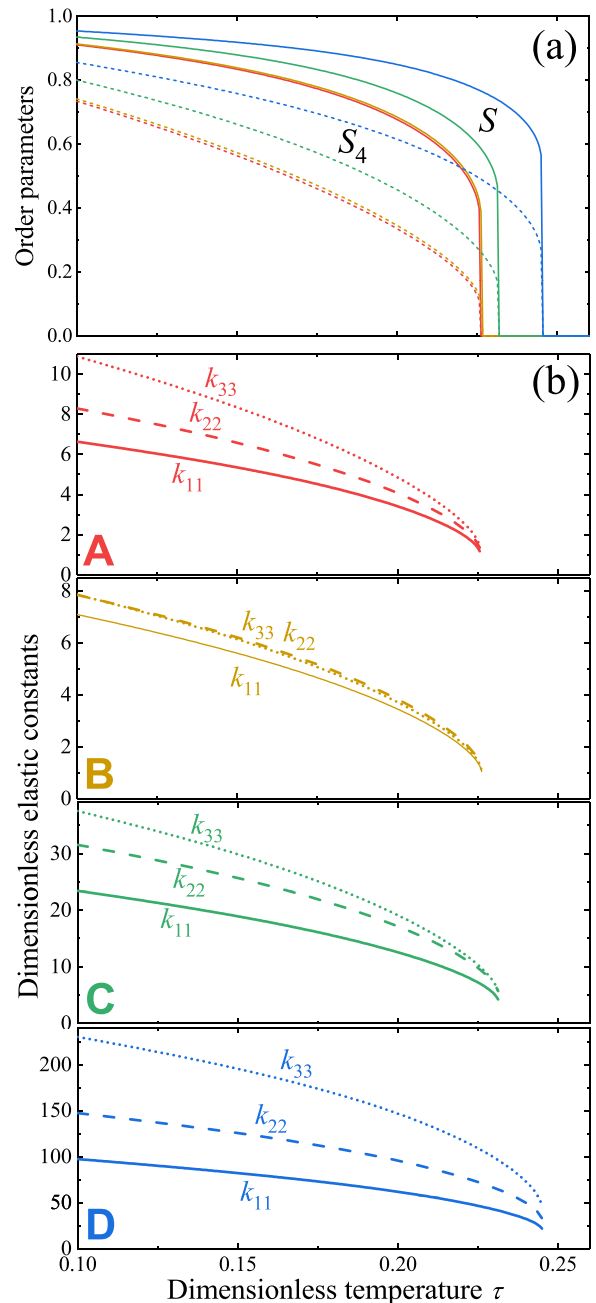 (a)
1.0
0.8
0.6
0.4
0.2
0.0
Order parameters
S
S4
(b)
10
8
6
4
2
0
k33
k22
k11
A
8
6
4
2
0
k33 k22
k11
B
30
20
10
0
k33
k22
k11
C
200
150
100
50
0
k33
k22
k11
D
Dimensionless elastic constants
0.10 0.15 0.20 0.25
Dimensionless temperature τ